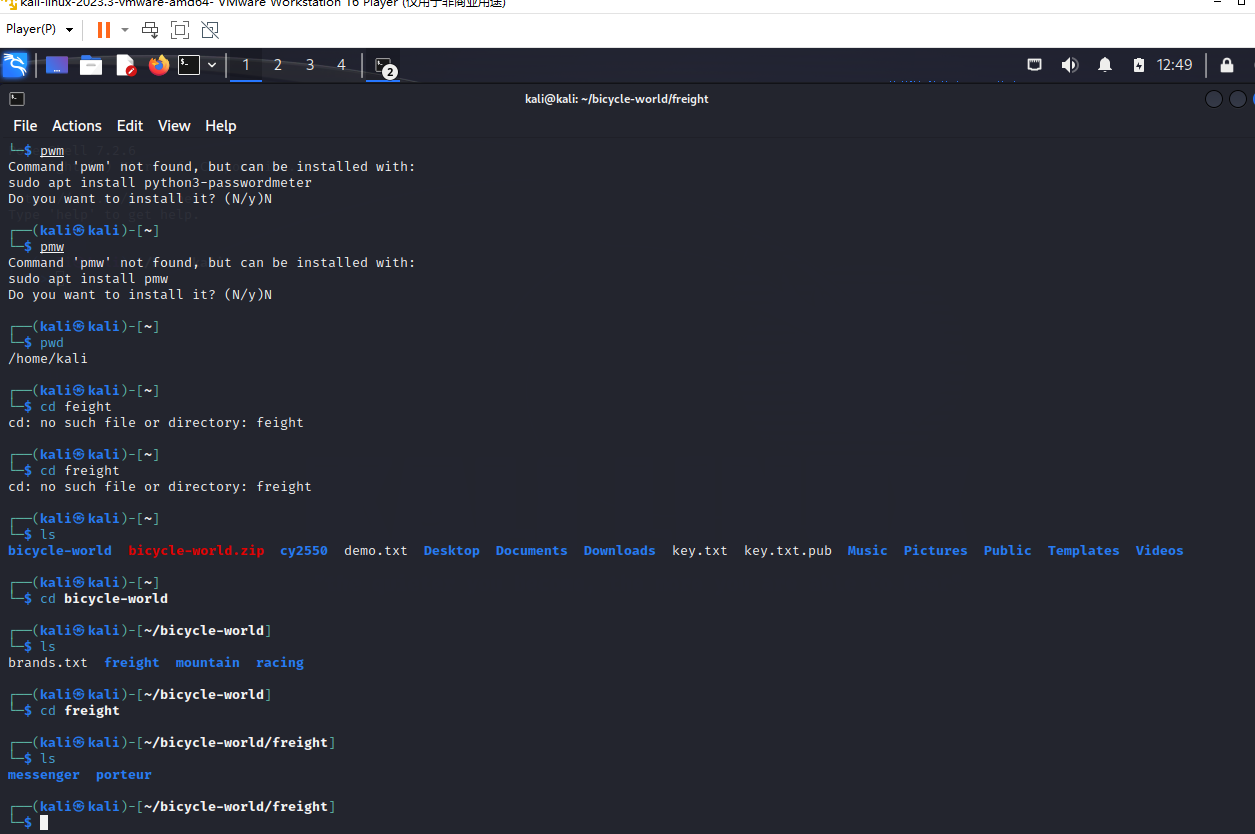 kali-linux-2023.3-vmware-amd64- VMware Workstation 16 Player (仅用于非商业用途)
Player(P)
1 2 3 4 2 12:49
kali@kali: ~/bicycle-world/freight
File Actions Edit View Help
└─$ pwm
Command 'pwm' not found, but can be installed with:
sudo apt install python3-passwordmeter
Do you want to install it? (N/y)N
Type 'help' to get help.
┌──(kali㉿kali)-[~]
└─$ pmw
Command 'pmw' not found, but can be installed with:
sudo apt install pmw
Do you want to install it? (N/y)N
┌──(kali㉿kali)-[~]
└─$ pwd
/home/kali
┌──(kali㉿kali)-[~]
└─$ cd feight
cd: no such file or directory: feight
┌──(kali㉿kali)-[~]
└─$ cd freight
cd: no such file or directory: freight
┌──(kali㉿kali)-[~]
└─$ ls
bicycle-world bicycle-world.zip cy2550 demo.txt Desktop Documents Downloads key.txt key.txt.pub Music Pictures Public Templates Videos
┌──(kali㉿kali)-[~]
└─$ cd bicycle-world
┌──(kali㉿kali)-[~/bicycle-world]
└─$ ls
brands.txt freight mountain racing
┌──(kali㉿kali)-[~/bicycle-world]
└─$ cd freight
┌──(kali㉿kali)-[~/bicycle-world/freight]
└─$ ls
messenger porteur
┌──(kali㉿kali)-[~/bicycle-world/freight]
└─$